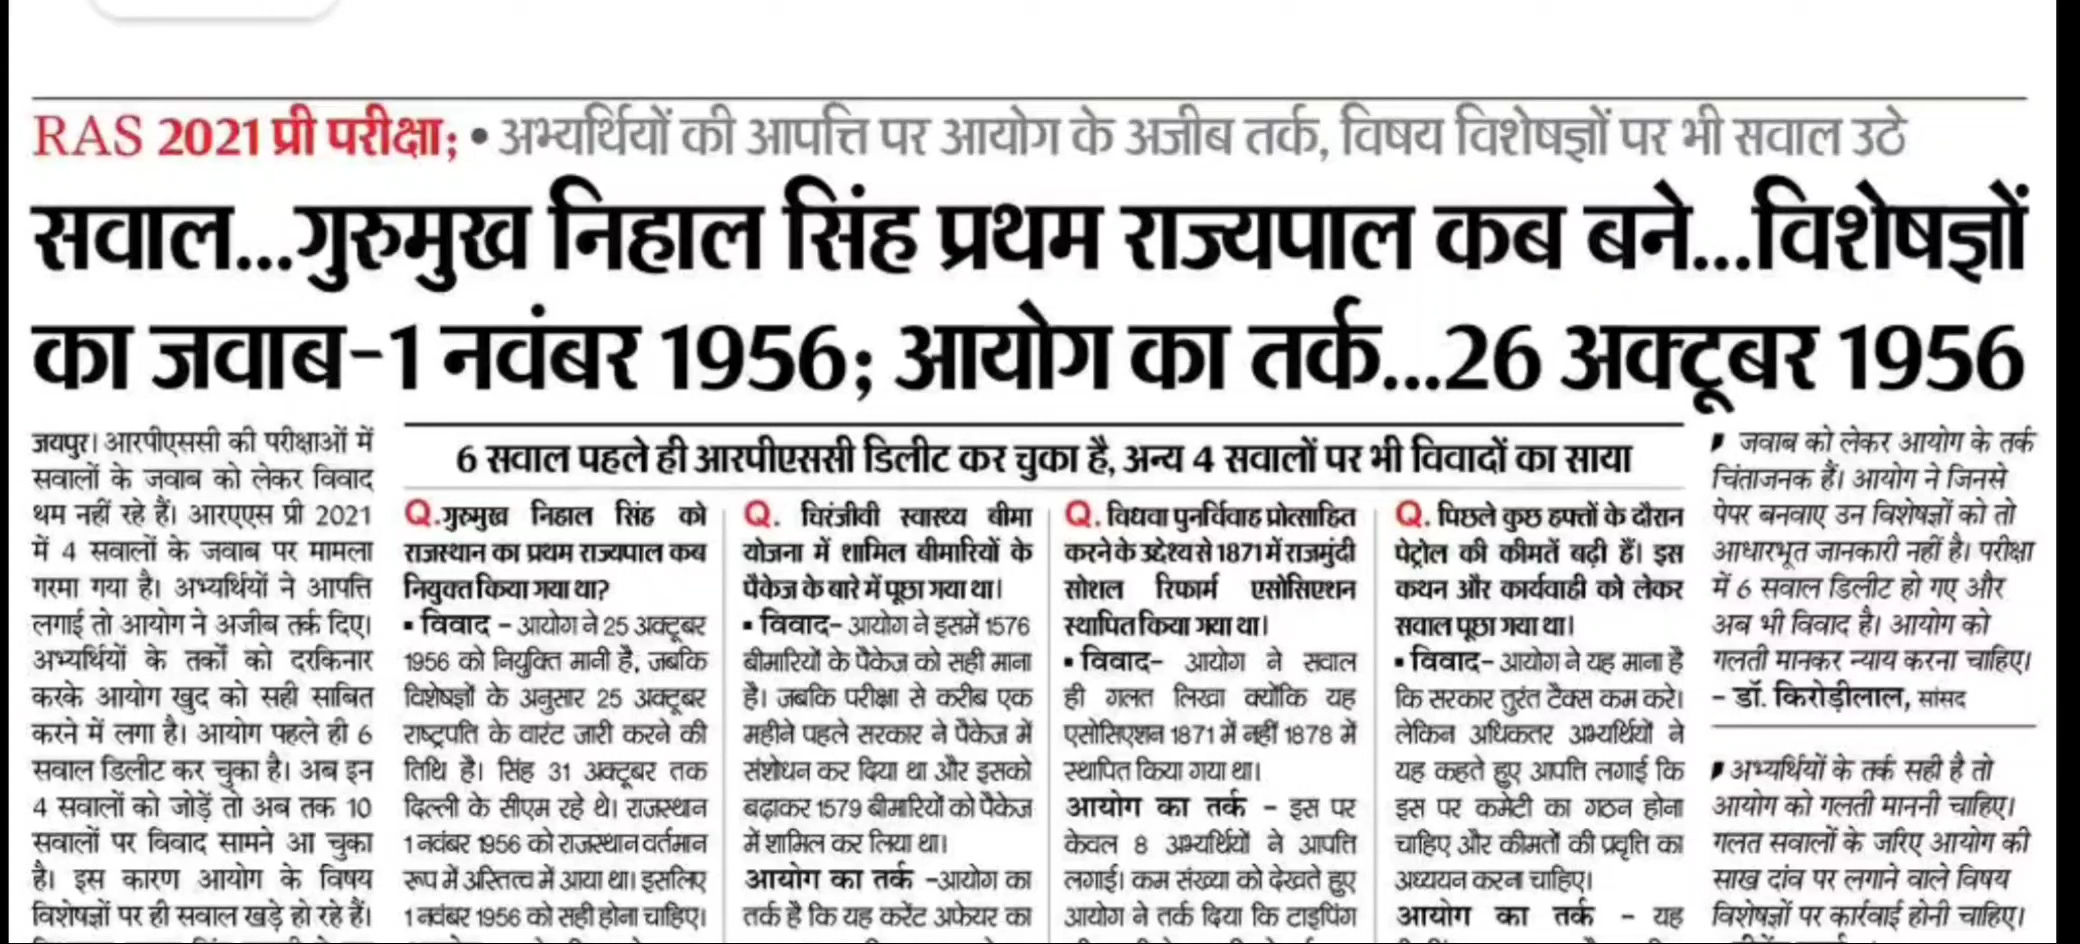 RAS 2021 प्री परीक्षा; • अभ्यर्थियों की आपत्ति पर आयोग के अजीब तर्क, विषय विशेषज्ञों पर भी सवाल उठे
सवाल...गुरुमुख निहाल सिंह प्रथम राज्यपाल कब बने...विशेषज्ञों
का जवाब-1 नवंबर 1956; आयोग का तर्क...26 अक्टूबर 1956
जयपुर। आरपीएससी की परीक्षाओं में
सवालों के जवाब को लेकर विवाद
थम नहीं रहे हैं। आरएएस प्री 2021
में 4 सवालों के जवाब पर मामला
गरमा गया है। अभ्यर्थियों ने आपत्ति
लगाई तो आयोग ने अजीब तर्क दिए।
अभ्यर्थियों के तर्कों को दरकिनार
करके आयोग खुद को सही साबित
करने में लगा है। आयोग पहले ही 6
सवाल डिलीट कर चुका है। अब इन
4 सवालों को जोड़ें तो अब तक 10
सवालों पर विवाद सामने आ चुका
है। इस कारण आयोग के विषय
विशेषज्ञों पर ही सवाल खड़े हो रहे हैं।
6 सवाल पहले ही आरपीएससी डिलीट कर चुका है, अन्य 4 सवालों पर भी विवादों का साया
Q.गुरुमुख निहाल सिंह को
राजस्थान का प्रथम राज्यपाल कब
नियुक्त किया गया था?
▪ विवाद – आयोग ने 25 अक्टूबर
1956 को नियुक्ति मानी है, जबकि
विशेषज्ञों के अनुसार 25 अक्टूबर
राष्ट्रपति के वारंट जारी करने की
तिथि है। सिंह 31 अक्टूबर तक
दिल्ली के सीएम रहे थे। राजस्थान
1 नवंबर 1956 को राजस्थान वर्तमान
रूप में अस्तित्व में आया था। इसलिए
1 नवंबर 1956 को सही होना चाहिए।
Q. चिरंजीवी स्वास्थ्य बीमा
योजना में शामिल बीमारियों के
पैकेज के बारे में पूछा गया था।
▪ विवाद– आयोग ने इसमें 1576
बीमारियों के पैकेज को सही माना
है। जबकि परीक्षा से करीब एक
महीने पहले सरकार ने पैकेज में
संशोधन कर दिया था और इसको
बढ़ाकर 1579 बीमारियों को पैकेज
में शामिल कर लिया था।
आयोग का तर्क –आयोग का
तर्क है कि यह करेंट अफेयर का
Q. विधवा पुनर्विवाह प्रोत्साहित
करने के उद्देश्य से 1871 में राजमुंदी
सोशल रिफार्म एसोसिएशन
स्थापित किया गया था।
▪ विवाद– आयोग ने सवाल
ही गलत लिखा क्योंकि यह
एसोसिएशन 1871 में नहीं 1878 में
स्थापित किया गया था।
आयोग का तर्क – इस पर
केवल 8 अभ्यर्थियों ने आपत्ति
लगाई। कम संख्या को देखते हुए
आयोग ने तर्क दिया कि टाइपिंग
Q. पिछले कुछ हफ्तों के दौरान
पेट्रोल की कीमतें बढ़ी हैं। इस
कथन और कार्यवाही को लेकर
सवाल पूछा गया था।
▪ विवाद– आयोग ने यह माना है
कि सरकार तुरंत टैक्स कम करे।
लेकिन अधिकतर अभ्यर्थियों ने
यह कहते हुए आपति लगाई कि
इस पर कमेटी का गठन होना
चाहिए और कीमतों की प्रवृति का
अध्ययन करना चाहिए।
आयोग का तर्क – यह
जवाब को लेकर आयोग के तर्क
चिंताजनक हैं। आयोग ने जिनसे
पेपर बनवाए उन विशेषज्ञों को तो
आधारभूत जानकारी नहीं है। परीक्षा
में 6 सवाल डिलीट हो गए और
अब भी विवाद है। आयोग को
गलती मानकर न्याय करना चाहिए।
– डॉ. किरोड़ीलाल, सांसद
अभ्यर्थियों के तर्क सही है तो
आयोग को गलती माननी चाहिए।
गलत सवालों के जरिए आयोग की
साख दांव पर लगाने वाले विषय
विशेषज्ञों पर कार्रवाई होनी चाहिए।